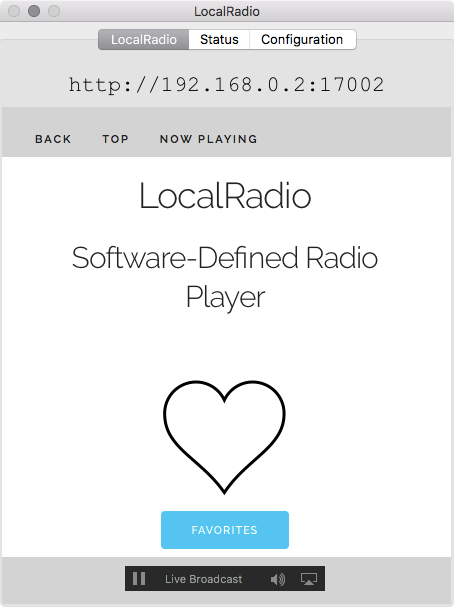 LocalRadio
LocalRadio Status Configuration
http://192.168.0.2:17002
BACK TOP NOW PLAYING
LocalRadio
Software-Defined Radio
Player
FAVORITES
Live Broadcast